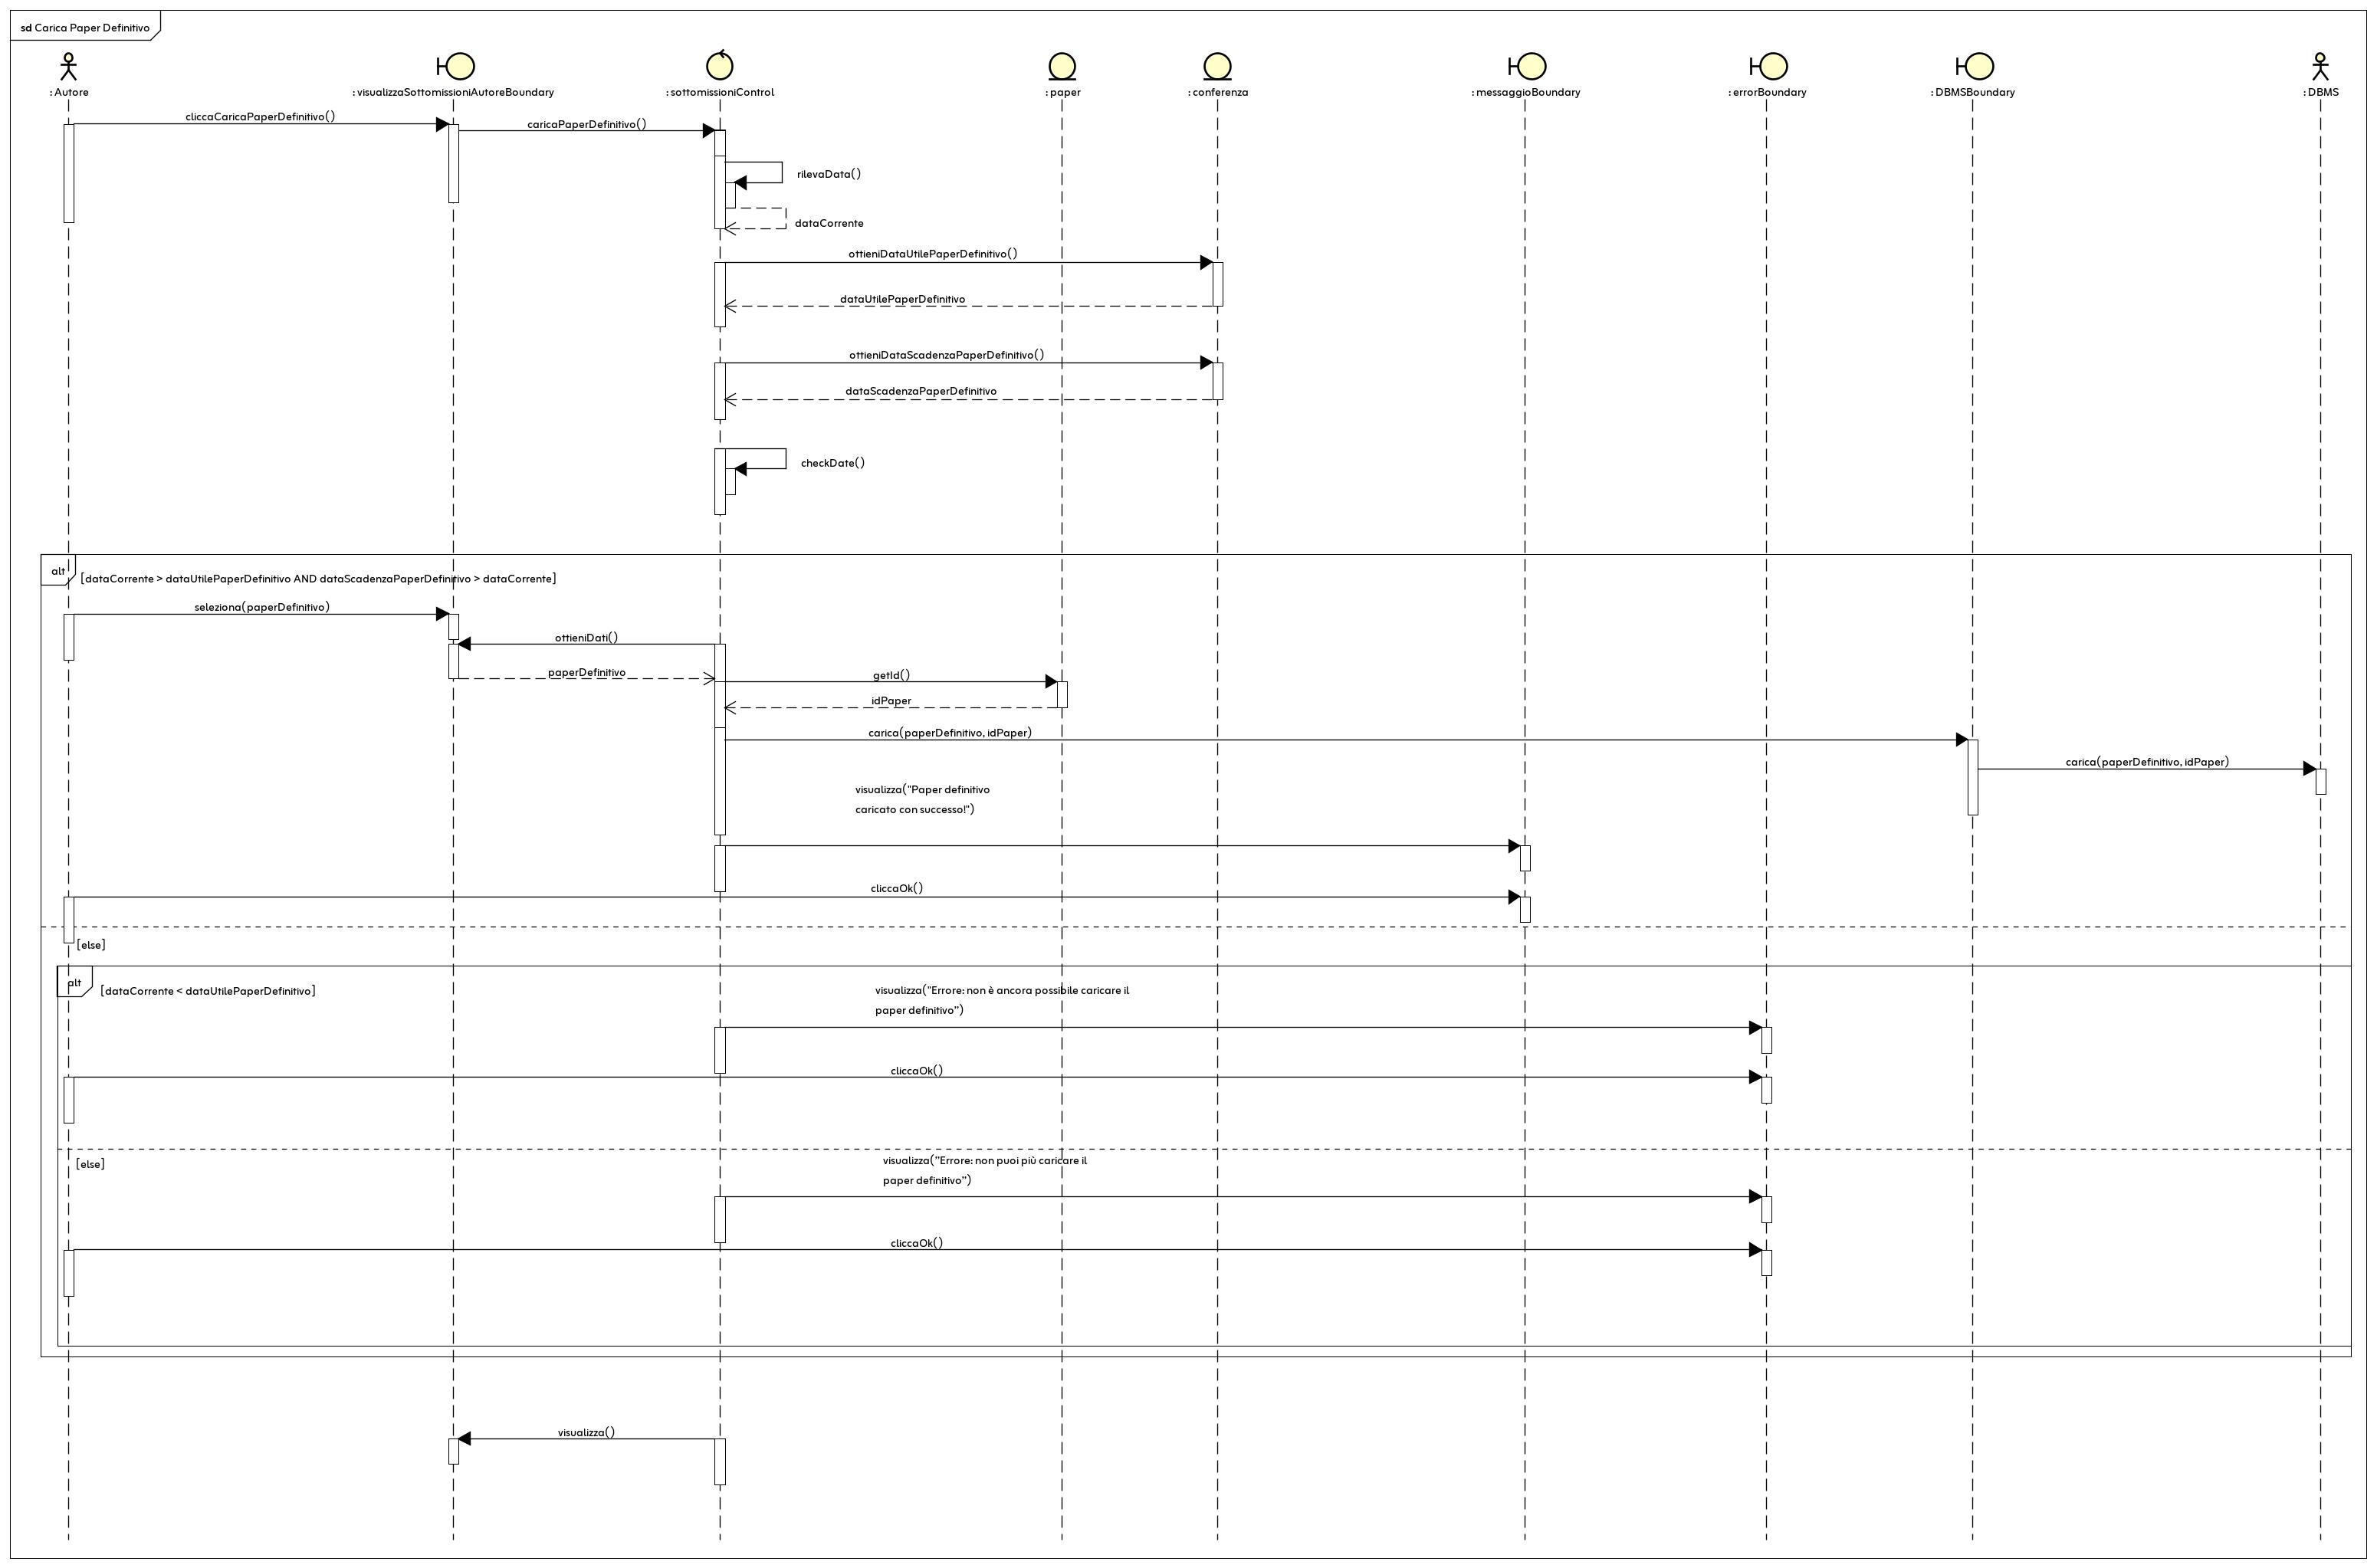 sd Carica Paper Definitivo
: Autore
: visualizzaSottomissioniAutoreBoundary
: sottomissioniControl
: paper
: conferenza
: messaggioBoundary
: errorBoundary
: DBMSBoundary
: DBMS
cliccaCaricaPaperDefinitivo()
caricaPaperDefinitivo()
rilevaData()
dataCorrente
ottieniDataUtilePaperDefinitivo()
dataUtilePaperDefinitivo
ottieniDataScadenzaPaperDefinitivo()
dataScadenzaPaperDefinitivo
checkDate()
alt
[dataCorrente > dataUtilePaperDefinitivo AND dataScadenzaPaperDefinitivo > dataCorrente]
seleziona(paperDefinitivo)
ottieniDati()
paperDefinitivo
getId()
idPaper
carica(paperDefinitivo, idPaper)
carica(paperDefinitivo, idPaper)
visualizza("Paper definitivo
caricato con successo!")
cliccaOk()
[else]
alt
[dataCorrente < dataUtilePaperDefinitivo]
visualizza("Errore: non è ancora possibile caricare il
paper definitivo")
cliccaOk()
[else]
visualizza("Errore: non puoi più caricare il
paper definitivo")
cliccaOk()
visualizza()